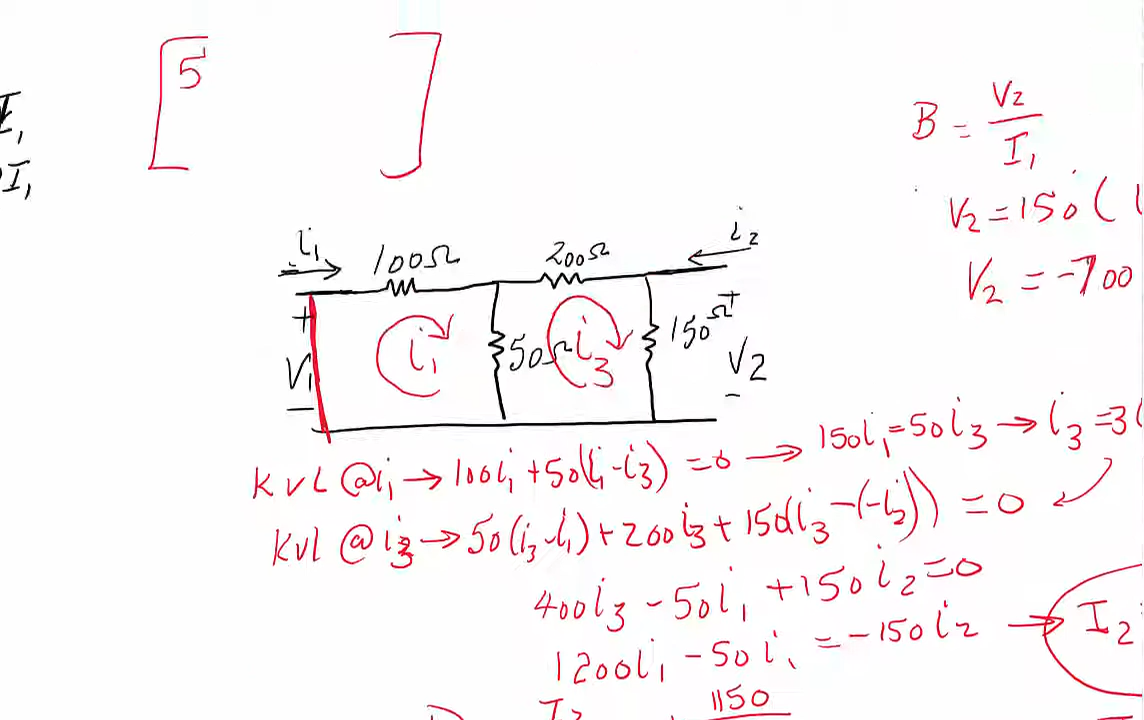 5
I₁
I₁
B = V₂/I₁
V₂ = 150(
V₂ = -700
i₁
100Ω
200Ω
i₂
+
V₁
−
i₁
50Ω
i₃
150Ω
+
V2
−
KVL @i₁ → 100i₁ + 50(i₁-i₃) = 0 → 150i₁ = 50i₃ → i₃ = 3
KVL @ i₃ → 50(i₃-i₁) + 200i₃ + 150(i₃-(-i₂)) = 0
400i₃ - 50i₁ + 150i₂ = 0
1200i₁ - 50i₁ = -150i₂ → I₂
1150